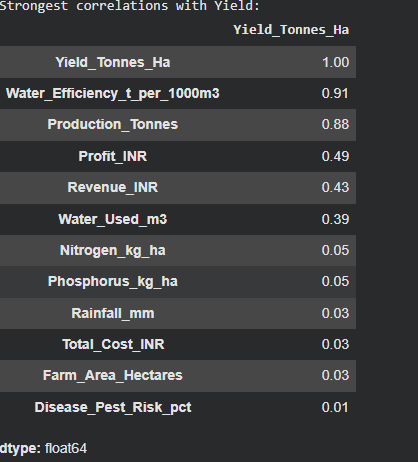 Strongest correlations with Yield:
Yield_Tonnes_Ha
Yield_Tonnes_Ha 1.00
Water_Efficiency_t_per_1000m3 0.91
Production_Tonnes 0.88
Profit_INR 0.49
Revenue_INR 0.43
Water_Used_m3 0.39
Nitrogen_kg_ha 0.05
Phosphorus_kg_ha 0.05
Rainfall_mm 0.03
Total_Cost_INR 0.03
Farm_Area_Hectares 0.03
Disease_Pest_Risk_pct 0.01
dtype: float64